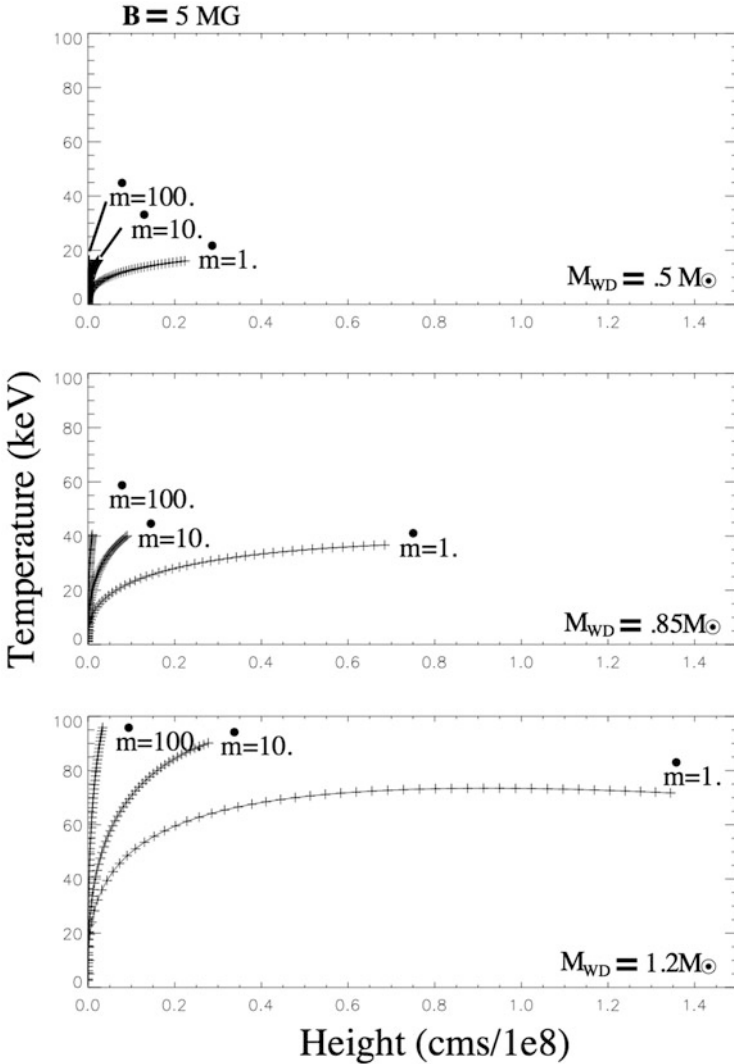 B = 5 MG
100
80
60
40
20
0
ṁ=100.
ṁ=10.
ṁ=1.
M_WD = .5 M☉
0.0 0.2 0.4 0.6 0.8 1.0 1.2 1.4
Temperature (keV)
100
80
60
40
20
0
ṁ=100.
ṁ=10.
ṁ=1.
M_WD = .85M☉
0.0 0.2 0.4 0.6 0.8 1.0 1.2 1.4
100
80
60
40
20
0
ṁ=100.
ṁ=10.
ṁ=1.
M_WD = 1.2M☉
0.0 0.2 0.4 0.6 0.8 1.0 1.2 1.4
Height (cms/1e8)